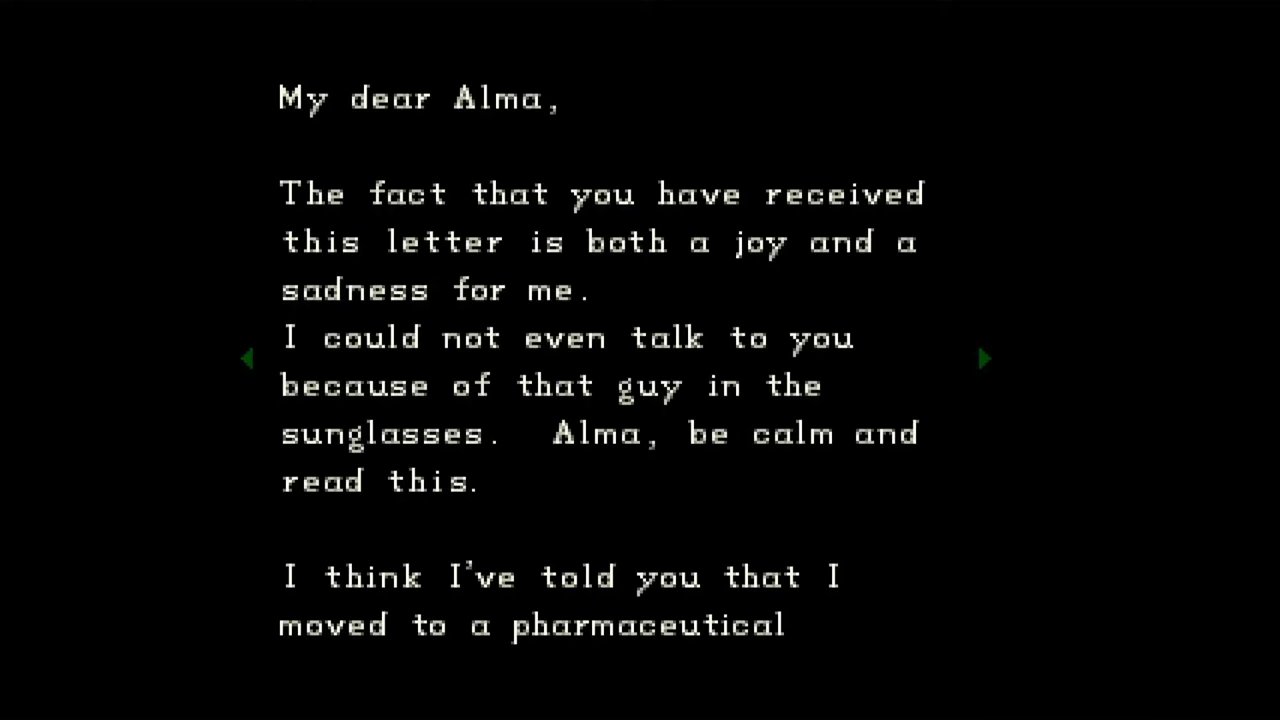 My dear Alma,
The fact that you have received
this letter is both a joy and a
sadness for me.
I could not even talk to you
because of that guy in the
sunglasses.  Alma, be calm and
read this.
I think I've told you that I
moved to a pharmaceutical